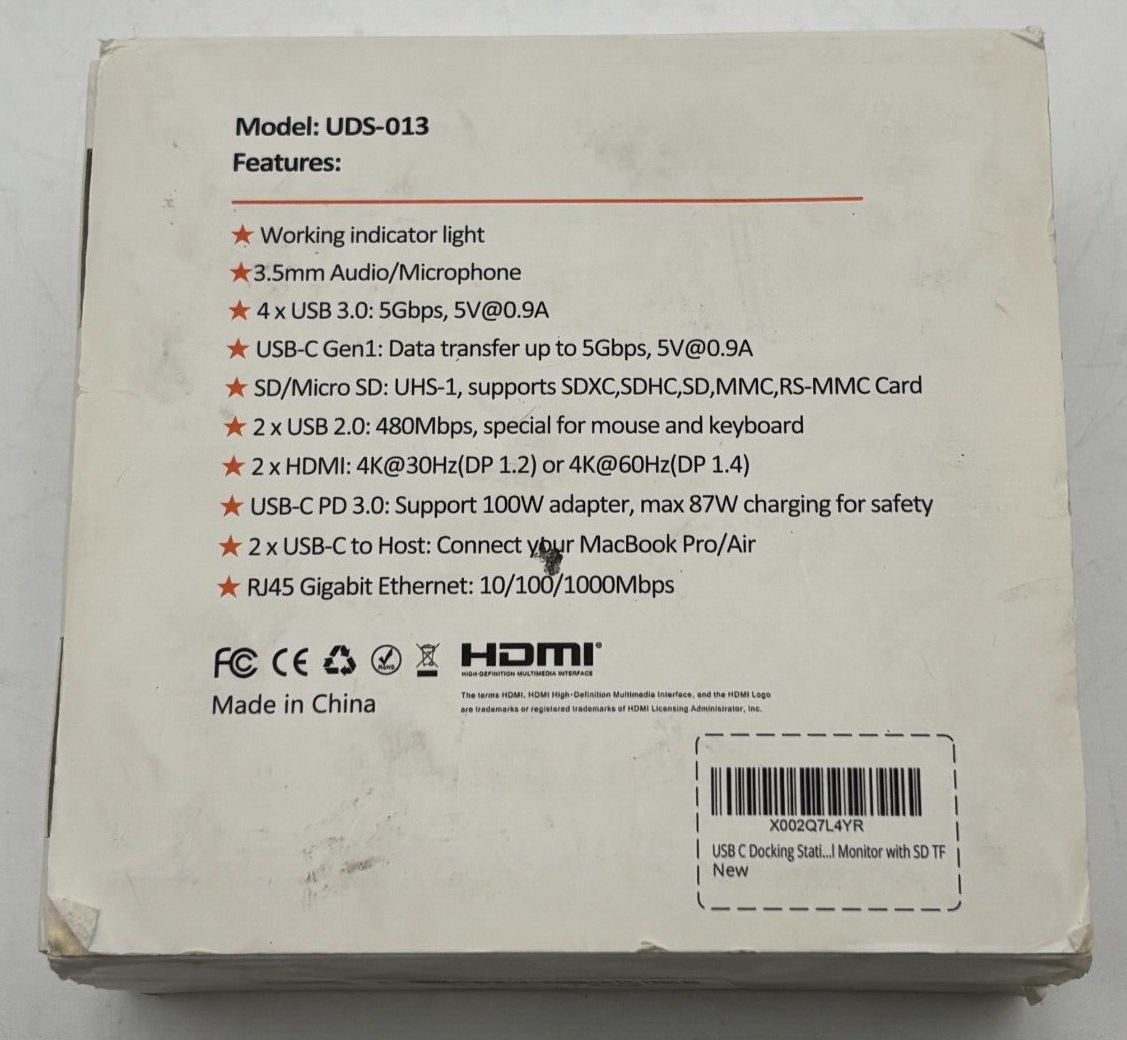 Model: UDS-013
Features:
★ Working indicator light
★ 3.5mm Audio/Microphone
★ 4 x USB 3.0: 5Gbps, 5V@0.9A
★ USB-C Gen1: Data transfer up to 5Gbps, 5V@0.9A
★ SD/Micro SD: UHS-1, supports SDXC,SDHC,SD,MMC,RS-MMC Card
★ 2 x USB 2.0: 480Mbps, special for mouse and keyboard
★ 2 x HDMI: 4K@30Hz(DP 1.2) or 4K@60Hz(DP 1.4)
★ USB-C PD 3.0: Support 100W adapter, max 87W charging for safety
★ 2 x USB-C to Host: Connect your MacBook Pro/Air
★ RJ45 Gigabit Ethernet: 10/100/1000Mbps
FC CE RoHS HDMI®
HIGH-DEFINITION MULTIMEDIA INTERFACE
Made in China
The terms HDMI, HDMI High-Definition Multimedia Interface, and the HDMI Logo
are trademarks or registered trademarks of HDMI Licensing Administrator, Inc.
X002Q7L4YR
USB C Docking Stati...l Monitor with SD TF
New